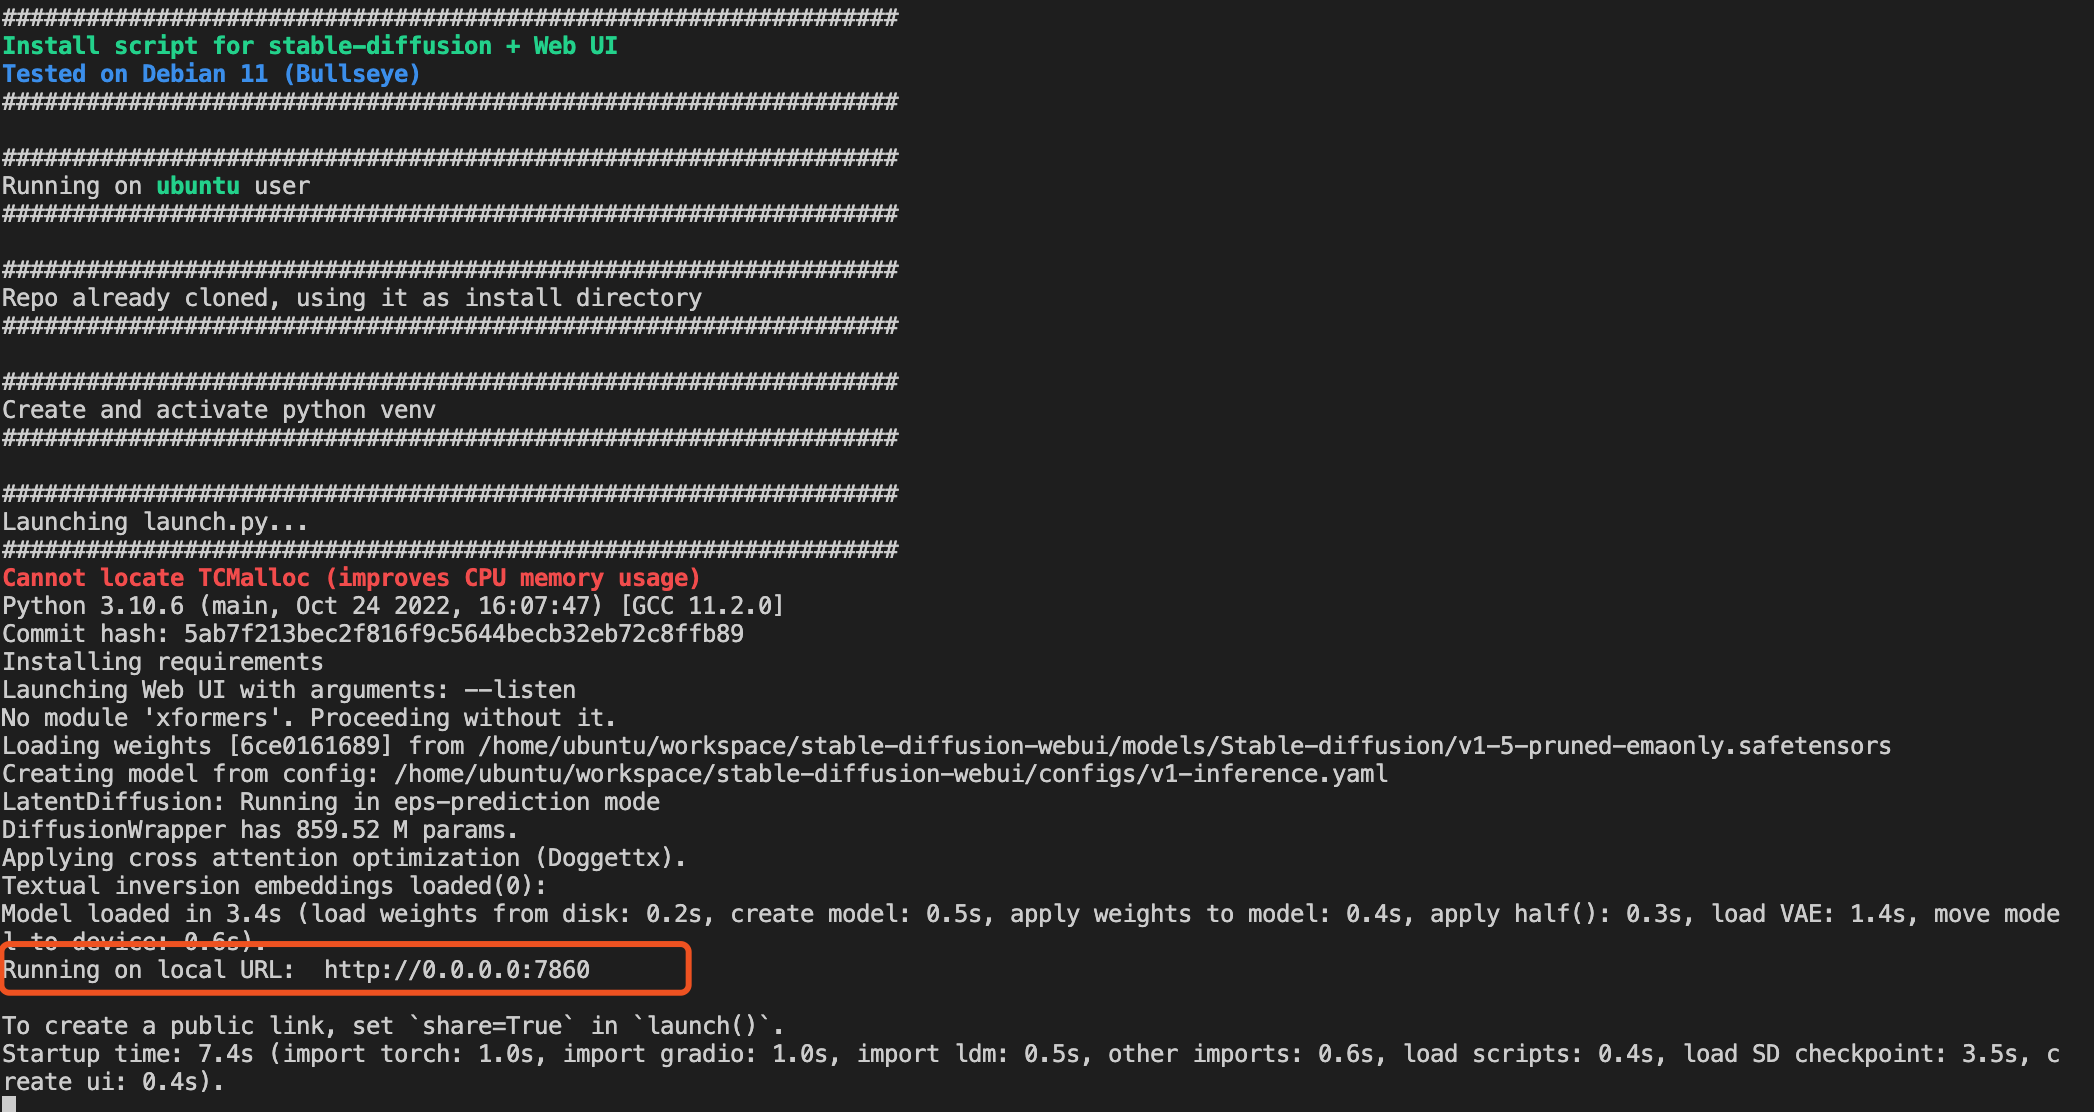 ################################################################
Install script for stable-diffusion + Web UI
Tested on Debian 11 (Bullseye)
################################################################
################################################################
Running on ubuntu user
################################################################
################################################################
Repo already cloned, using it as install directory
################################################################
################################################################
Create and activate python venv
################################################################
################################################################
Launching launch.py...
################################################################
Cannot locate TCMalloc (improves CPU memory usage)
Python 3.10.6 (main, Oct 24 2022, 16:07:47) [GCC 11.2.0]
Commit hash: 5ab7f213bec2f816f9c5644becb32eb72c8ffb89
Installing requirements
Launching Web UI with arguments: --listen
No module 'xformers'. Proceeding without it.
Loading weights [6ce0161689] from /home/ubuntu/workspace/stable-diffusion-webui/models/Stable-diffusion/v1-5-pruned-emaonly.safetensors
Creating model from config: /home/ubuntu/workspace/stable-diffusion-webui/configs/v1-inference.yaml
LatentDiffusion: Running in eps-prediction mode
DiffusionWrapper has 859.52 M params.
Applying cross attention optimization (Doggettx).
Textual inversion embeddings loaded(0):
Model loaded in 3.4s (load weights from disk: 0.2s, create model: 0.5s, apply weights to model: 0.4s, apply half(): 0.3s, load VAE: 1.4s, move mode
l to device: 0.6s).
Running on local URL:  http://0.0.0.0:7860
To create a public link, set `share=True` in `launch()`.
Startup time: 7.4s (import torch: 1.0s, import gradio: 1.0s, import ldm: 0.5s, other imports: 0.6s, load scripts: 0.4s, load SD checkpoint: 3.5s, c
reate ui: 0.4s).